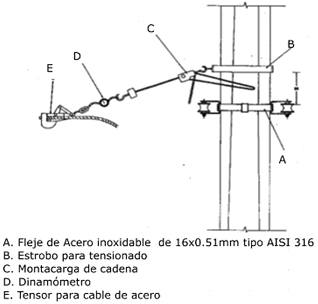 C
B
D
E
A
A. Fleje de Acero inoxidable de 16x0.51mm tipo AISI 316
B. Estrobo para tensionado
C. Montacarga de cadena
D. Dinamómetro
E. Tensor para cable de acero